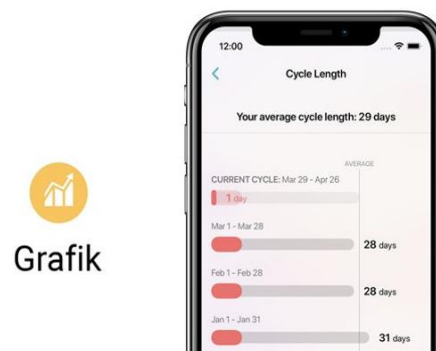 Grafik
12:00
Cycle Length
Your average cycle length: 29 days
AVERAGE
CURRENT CYCLE: Mar 29 - Apr 26
1 day
Mar 1 - Mar 28
28 days
Feb 1 - Feb 28
28 days
Jan 1 - Jan 31
31 days